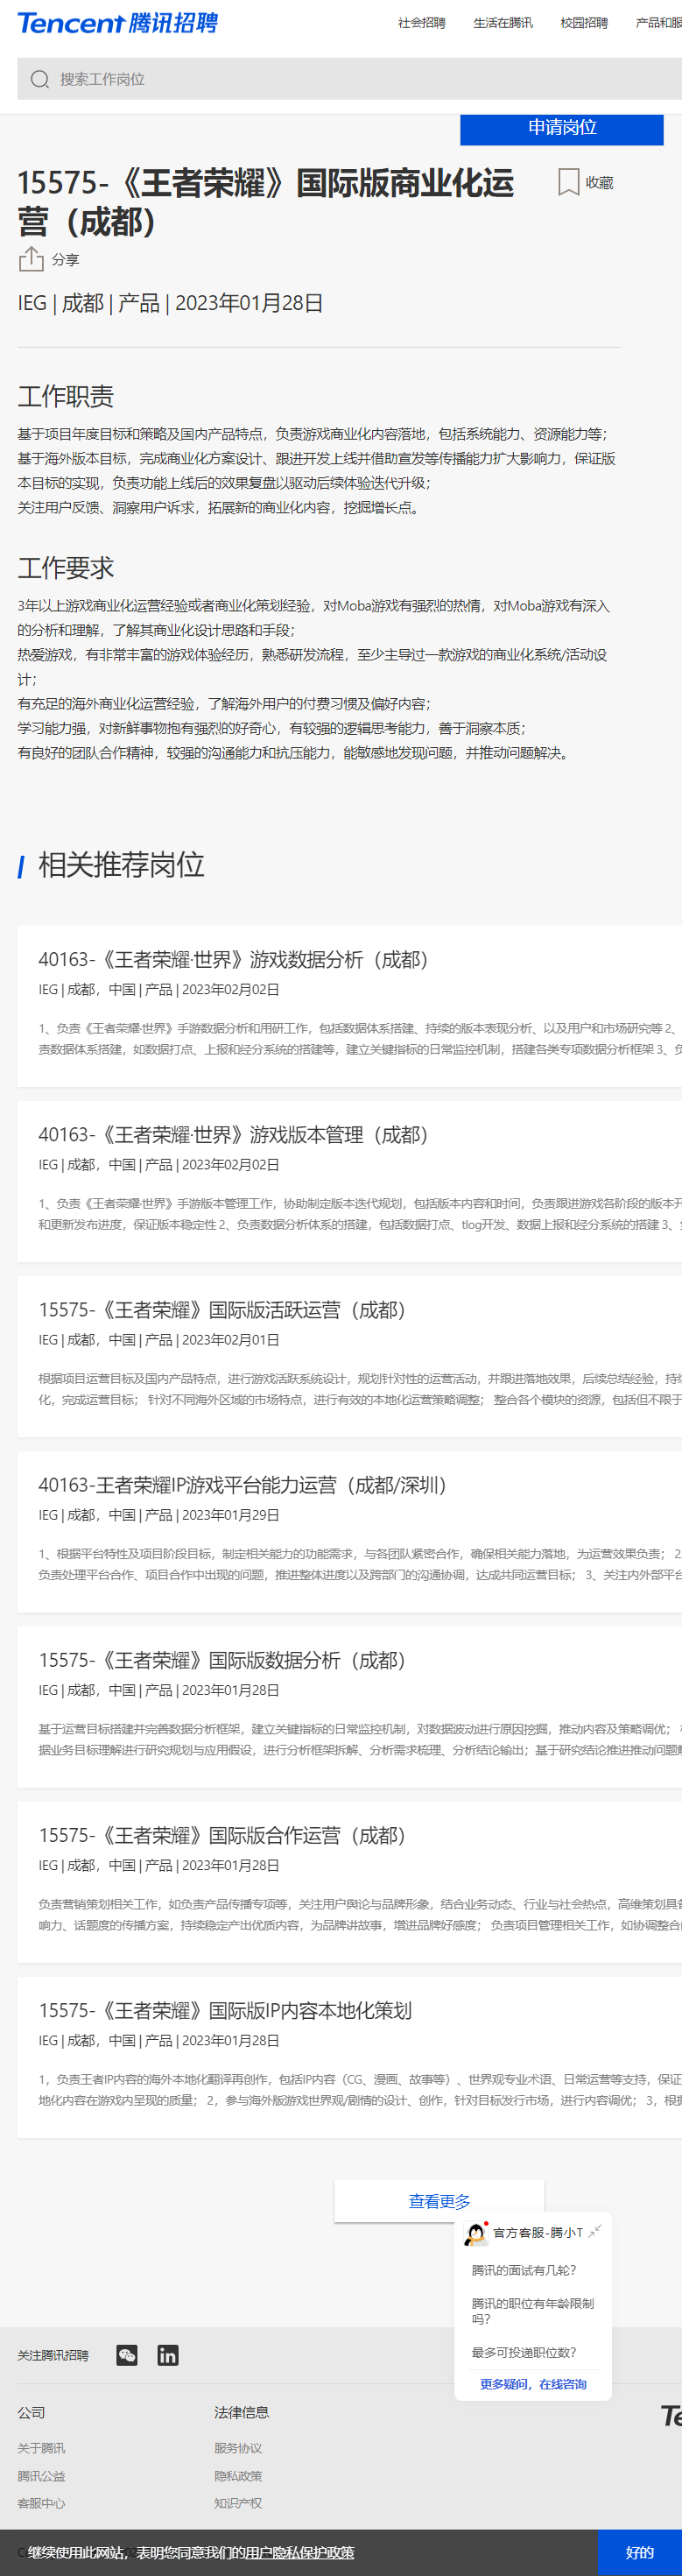 Tencent 腾讯招聘
社会招聘 生活在腾讯 校园招聘 产品和服
搜索工作岗位
申请岗位
15575-《王者荣耀》国际版商业化运
营（成都）
收藏
分享
IEG | 成都 | 产品 | 2023年01月28日
工作职责
基于项目年度目标和策略及国内产品特点，负责游戏商业化内容落地，包括系统能力、资源能力等；
基于海外版本目标，完成商业化方案设计、跟进开发上线并借助宣发等传播能力扩大影响力，保证版
本目标的实现，负责功能上线后的效果复盘以驱动后续体验迭代升级；
关注用户反馈、洞察用户诉求，拓展新的商业化内容，挖掘增长点。
工作要求
3年以上游戏商业化运营经验或者商业化策划经验，对Moba游戏有强烈的热情，对Moba游戏有深入
的分析和理解，了解其商业化设计思路和手段；
热爱游戏，有非常丰富的游戏体验经历，熟悉研发流程，至少主导过一款游戏的商业化系统/活动设
计；
有充足的海外商业化运营经验，了解海外用户的付费习惯及偏好内容；
学习能力强，对新鲜事物抱有强烈的好奇心，有较强的逻辑思考能力，善于洞察本质；
有良好的团队合作精神，较强的沟通能力和抗压能力，能敏感地发现问题，并推动问题解决。
相关推荐岗位
40163-《王者荣耀·世界》游戏数据分析（成都）
IEG | 成都，中国 | 产品 | 2023年02月02日
1、负责《王者荣耀·世界》手游数据分析和用研工作，包括数据体系搭建、持续的版本表现分析、以及用户和市场研究等 2、
责数据体系搭建，如数据打点、上报和经分系统的搭建等，建立关键指标的日常监控机制，搭建各类专项数据分析框架 3、负
40163-《王者荣耀·世界》游戏版本管理（成都）
IEG | 成都，中国 | 产品 | 2023年02月02日
1、负责《王者荣耀·世界》手游版本管理工作，协助制定版本迭代规划，包括版本内容和时间，负责跟进游戏各阶段的版本开
和更新发布进度，保证版本稳定性 2、负责数据分析体系的搭建，包括数据打点、tlog开发、数据上报和经分系统的搭建 3、
15575-《王者荣耀》国际版活跃运营（成都）
IEG | 成都，中国 | 产品 | 2023年02月01日
根据项目运营目标及国内产品特点，进行游戏活跃系统设计，规划针对性的运营活动，并跟进落地效果，后续总结经验，持续
化，完成运营目标； 针对不同海外区域的市场特点，进行有效的本地化运营策略调整； 整合各个模块的资源，包括但不限于
40163-王者荣耀IP游戏平台能力运营（成都/深圳）
IEG | 成都，中国 | 产品 | 2023年01月29日
1、根据平台特性及项目阶段目标，制定相关能力的功能需求，与各团队紧密合作，确保相关能力落地，为运营效果负责； 2
负责处理平台合作、项目合作中出现的问题，推进整体进度以及跨部门的沟通协调，达成共同运营目标； 3、关注内外部平台
15575-《王者荣耀》国际版数据分析（成都）
IEG | 成都，中国 | 产品 | 2023年01月28日
基于运营目标搭建并完善数据分析框架，建立关键指标的日常监控机制，对数据波动进行原因挖掘，推动内容及策略调优；
据业务目标理解进行研究规划与应用假设，进行分析框架拆解、分析需求梳理、分析结论输出；基于研究结论推进推动问题解
15575-《王者荣耀》国际版合作运营（成都）
IEG | 成都，中国 | 产品 | 2023年01月28日
负责营销策划相关工作，如负责产品传播专项等，关注用户舆论与品牌形象，结合业务动态、行业与社会热点，高维策划具备
响力、话题度的传播方案，持续稳定产出优质内容，为品牌讲故事，增进品牌好感度； 负责项目管理相关工作，如协调整合
15575-《王者荣耀》国际版IP内容本地化策划
IEG | 成都，中国 | 产品 | 2023年01月28日
1，负责王者IP内容的海外本地化翻译再创作，包括IP内容（CG、漫画、故事等）、世界观专业术语、日常运营等支持，保证
地化内容在游戏内呈现的质量； 2，参与海外版游戏世界观/剧情的设计、创作，针对目标发行市场，进行内容调优； 3，根据
查看更多
官方客服-腾小T
腾讯的面试有几轮?
腾讯的职位有年龄限制
吗?
最多可投递职位数?
更多疑问，在线咨询
关注腾讯招聘
公司 法律信息
关于腾讯 服务协议
腾讯公益 隐私政策
客服中心 知识产权
继续使用此网站，表明您同意我们的用户隐私保护政策
好的